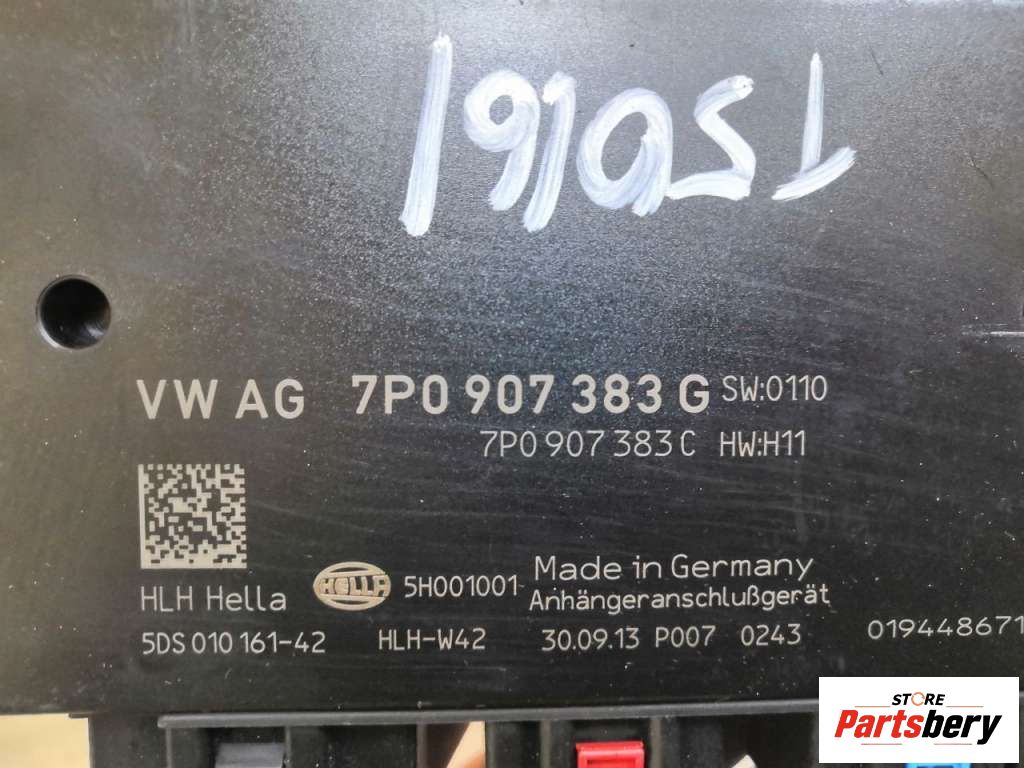 VW AG 7P0 907 383 G SW:0110
7P0 907 383 C HW:H11
HLH Hella HELLA 5H001001- Made in Germany
Anhängeranschlußgerät
5DS 010 161-42 HLH-W42 30.09.13 P007 0243 019448671
STORE
Partsbery